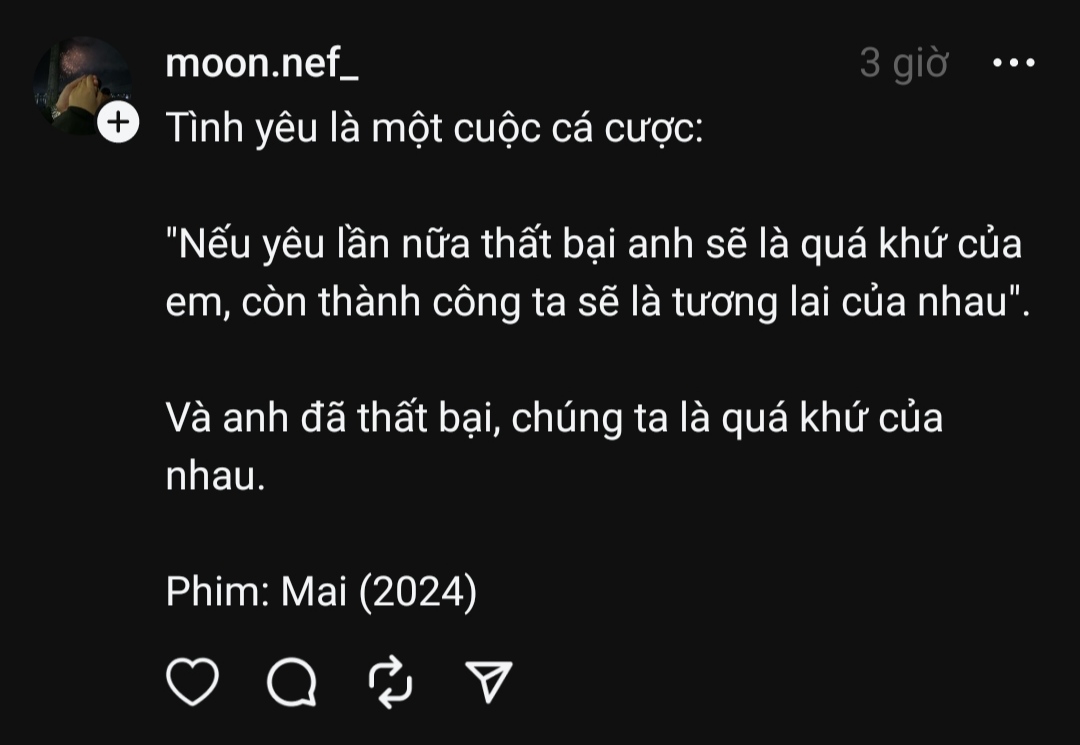 moon.nef_
3 giờ
Tình yêu là một cuộc cá cược:
"Nếu yêu lần nữa thất bại anh sẽ là quá khứ của
em, còn thành công ta sẽ là tương lai của nhau".
Và anh đã thất bại, chúng ta là quá khứ của
nhau.
Phim: Mai (2024)